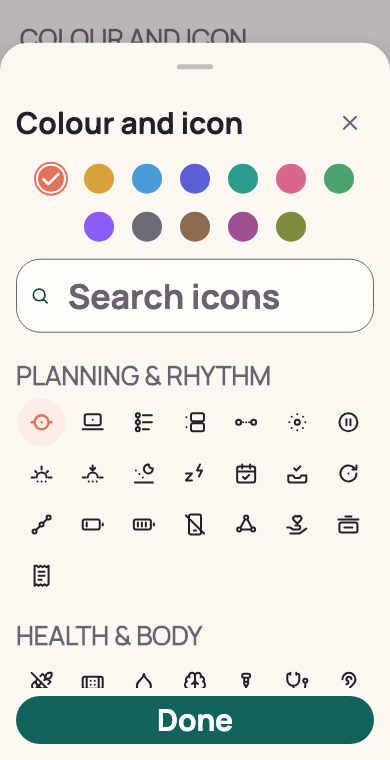 COLOUR AND ICON
Colour and icon
Search icons
PLANNING & RHYTHM
HEALTH & BODY
Done